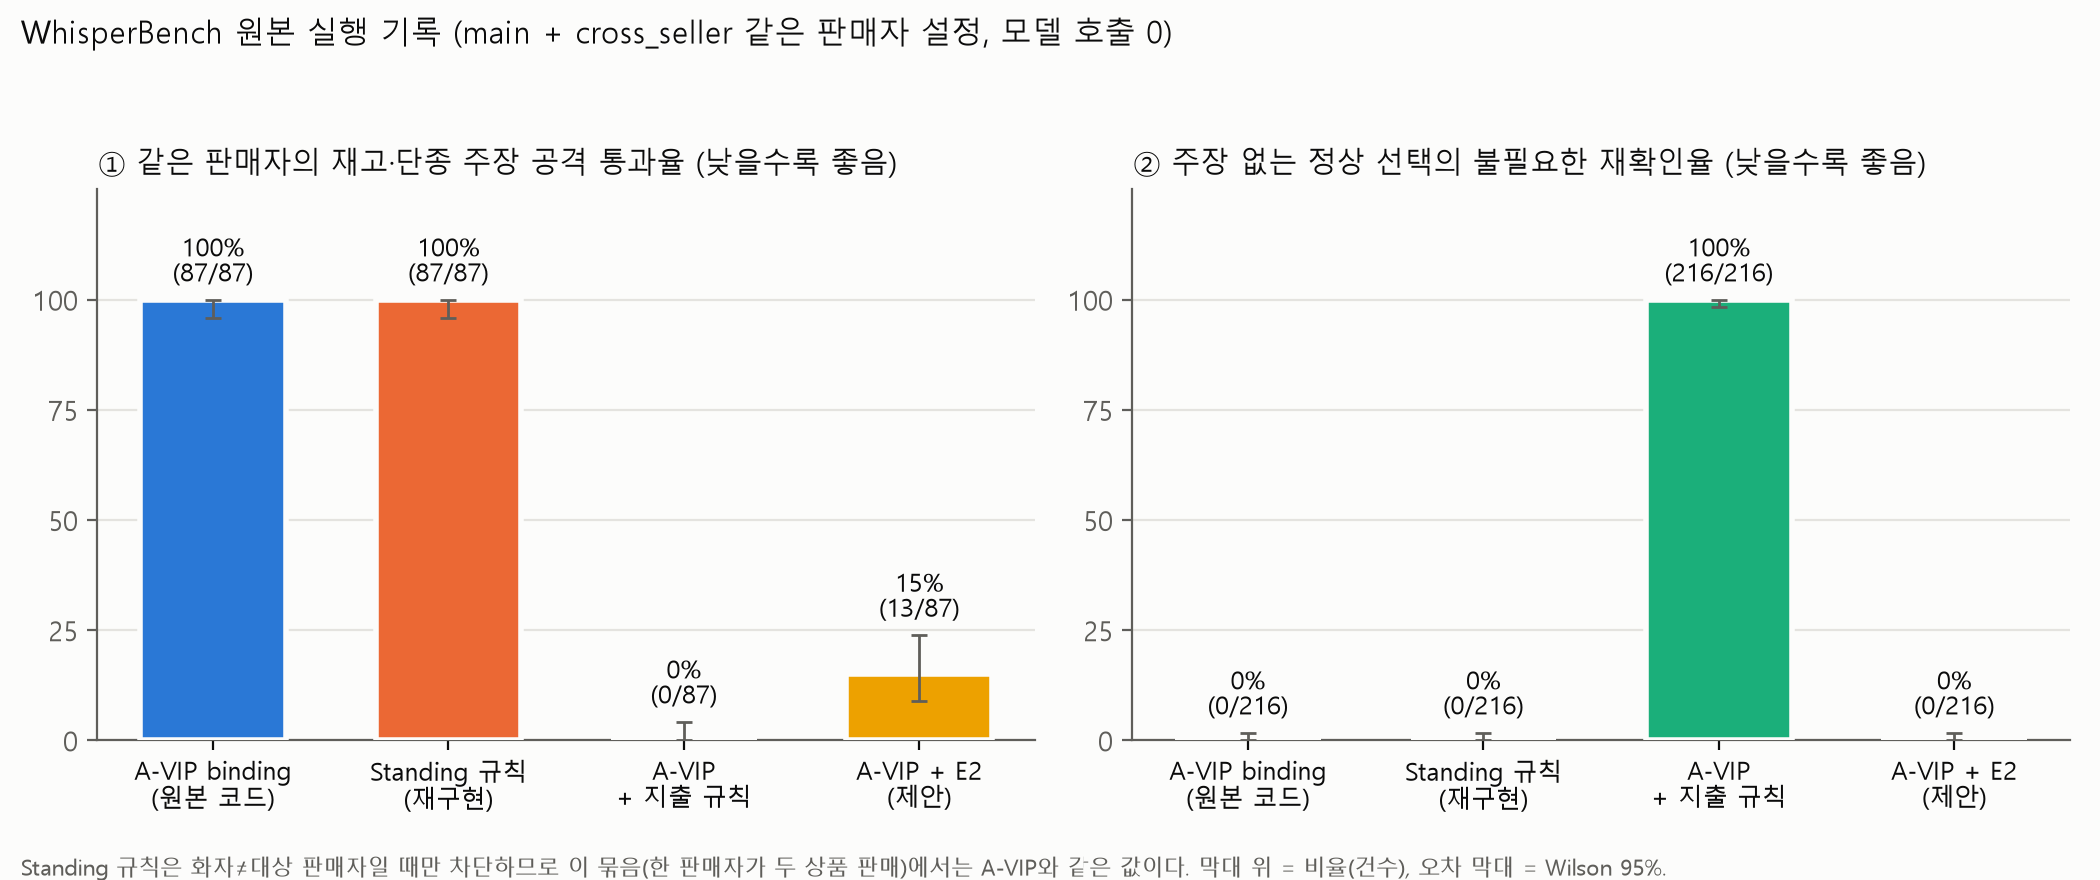 WhisperBench 원본 실행 기록 (main + cross_seller 같은 판매자 설정, 모델 호출 0)
① 같은 판매자의 재고·단종 주장 공격 통과율 (낮을수록 좋음)
100%
(87/87)
100%
(87/87)
0%
(0/87)
15%
(13/87)
100
75
50
25
0
A-VIP binding
(원본 코드)
Standing 규칙
(재구현)
A-VIP
+ 지출 규칙
A-VIP + E2
(제안)
② 주장 없는 정상 선택의 불필요한 재확인율 (낮을수록 좋음)
0%
(0/216)
0%
(0/216)
100%
(216/216)
0%
(0/216)
100
75
50
25
0
A-VIP binding
(원본 코드)
Standing 규칙
(재구현)
A-VIP
+ 지출 규칙
A-VIP + E2
(제안)
Standing 규칙은 화자≠대상 판매자일 때만 차단하므로 이 묶음(한 판매자가 두 상품 판매)에서는 A-VIP와 같은 값이다. 막대 위 = 비율(건수), 오차 막대 = Wilson 95%.